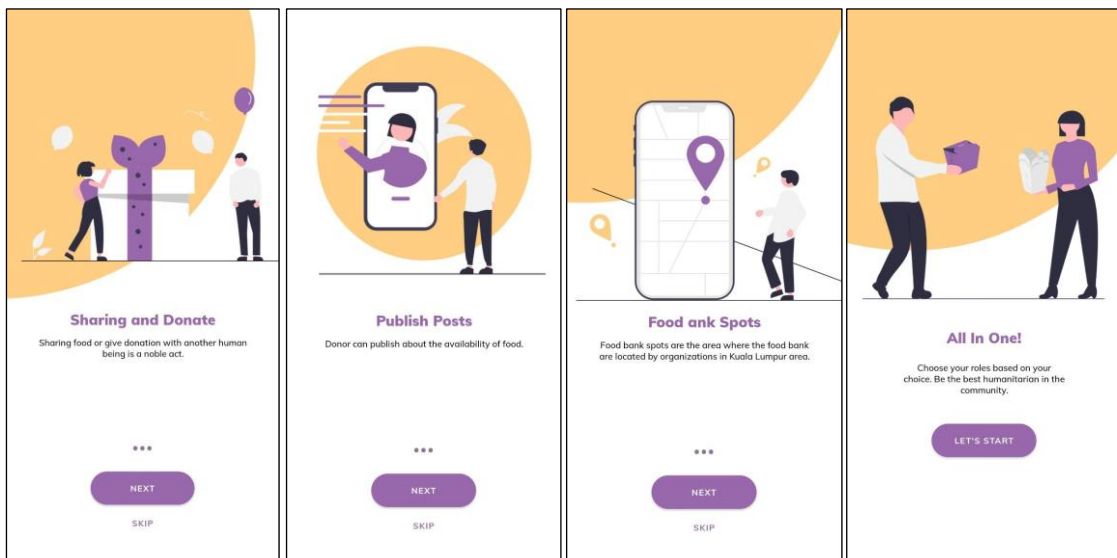 Sharing and Donate
Sharing food or give donation with another human
being is a noble act.
NEXT
SKIP
Publish Posts
Donor can publish about the availability of food.
NEXT
SKIP
Food ank Spots
Food bank spots are the area where the food bank
are located by organizations in Kuala Lumpur area.
NEXT
SKIP
All In One!
Choose your roles based on your
choice. Be the best humanitarian in the
community.
LET'S START